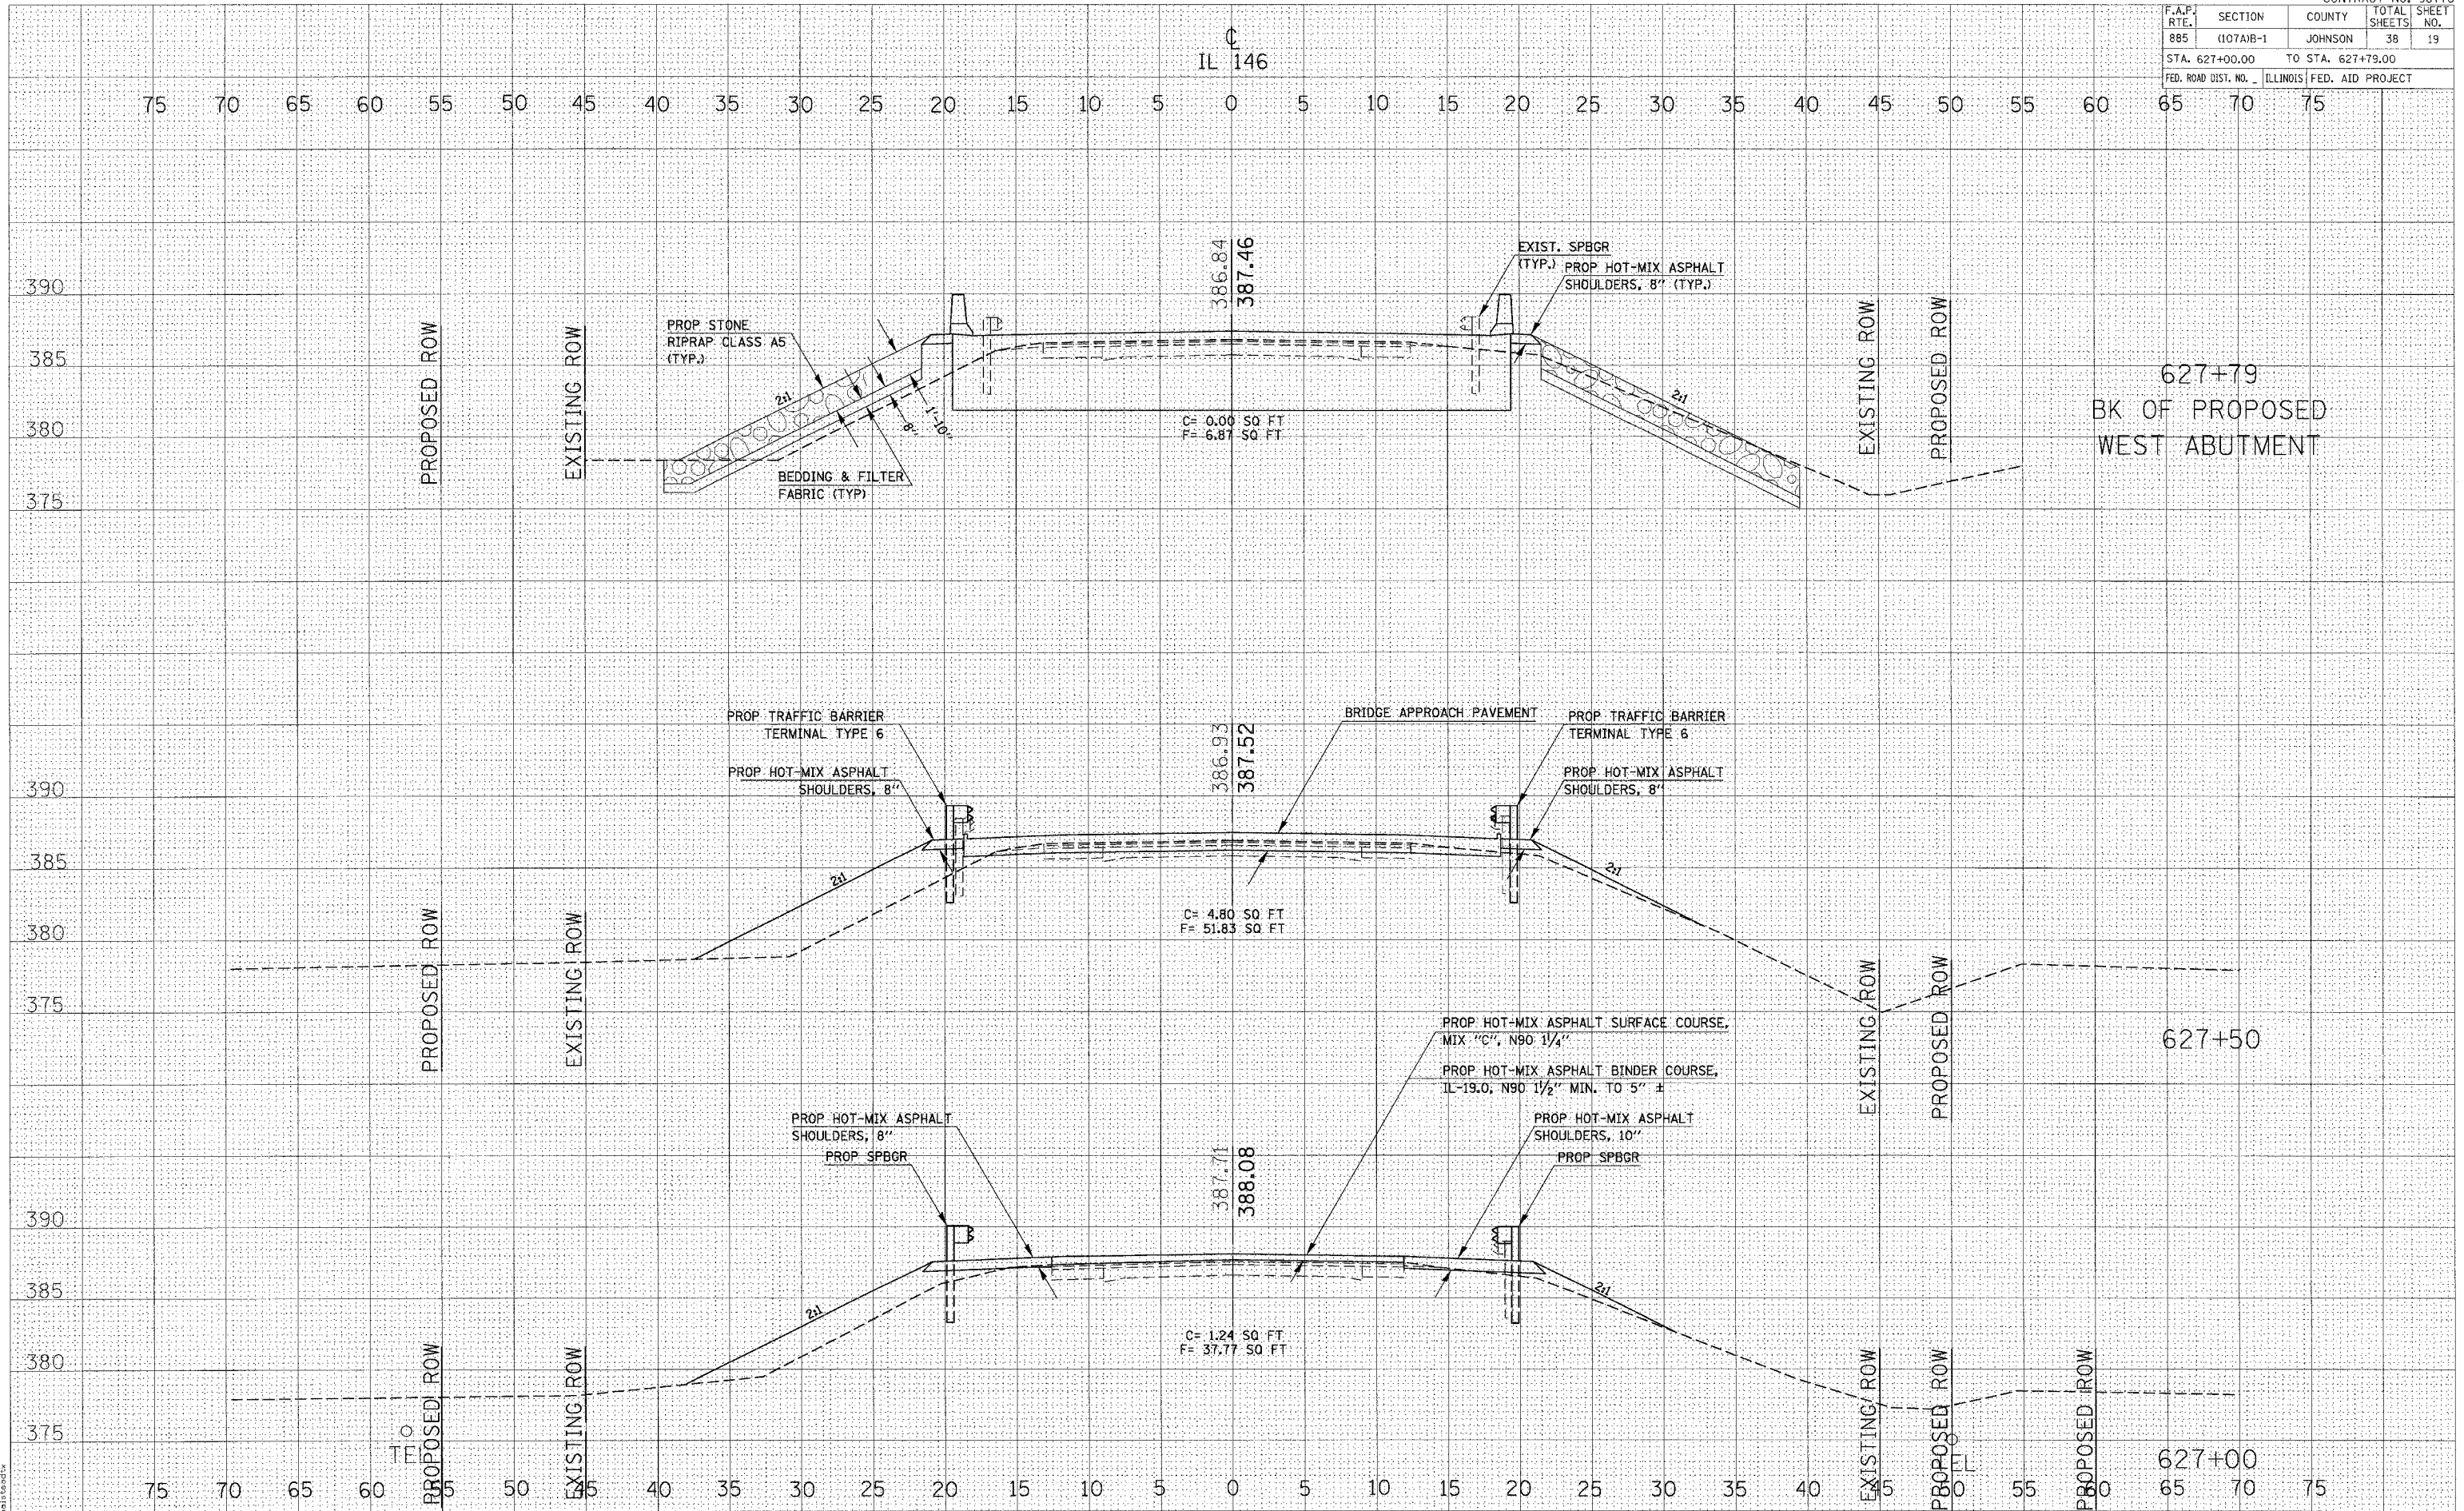 F.A.P. RTE. SECTION COUNTY TOTAL SHEETS SHEET NO.
885 (107A)B-1 JOHNSON 38 19
STA. 627+00.00 TO STA. 627+79.00
FED. ROAD DIST. NO. _ ILLINOIS FED. AID PROJECT
℄
IL 146
75 70 65 60 55 50 45 40 35 30 25 20 15 10 5 0 5 10 15 20 25 30 35 40 45 50 55 60 65 70 75
386.84
387.46
EXIST. SPBGR
(TYP.)
PROP HOT-MIX ASPHALT
SHOULDERS, 8" (TYP.)
390
385
380
375
PROPOSED ROW
EXISTING ROW
PROP STONE
RIPRAP CLASS A5
(TYP.)
2:1
1'-10"
8"
BEDDING & FILTER
FABRIC (TYP)
C= 0.00 SQ FT
F= 6.87 SQ FT
2:1
EXISTING ROW
PROPOSED ROW
627+79
BK OF PROPOSED
WEST ABUTMENT
PROP TRAFFIC BARRIER
TERMINAL TYPE 6
PROP HOT-MIX ASPHALT
SHOULDERS, 8"
386.93
387.52
BRIDGE APPROACH PAVEMENT
PROP TRAFFIC BARRIER
TERMINAL TYPE 6
PROP HOT-MIX ASPHALT
SHOULDERS, 8"
390
385
380
375
PROPOSED ROW
EXISTING ROW
2:1
C= 4.80 SQ FT
F= 51.83 SQ FT
2:1
EXISTING ROW
PROPOSED ROW
627+50
PROP HOT-MIX ASPHALT SURFACE COURSE,
MIX "C", N90 1 1/4"
PROP HOT-MIX ASPHALT BINDER COURSE,
IL-19.0, N90 1 1/2" MIN. TO 5" ±
PROP HOT-MIX ASPHALT
SHOULDERS, 8"
PROP SPBGR
387.71
388.08
PROP HOT-MIX ASPHALT
SHOULDERS, 10"
PROP SPBGR
390
385
380
375
2:1
C= 1.24 SQ FT
F= 37.77 SQ FT
2:1
TEL
PROPOSED ROW
EXISTING ROW
EXISTING ROW
PROPOSED ROW
TEL
PROPOSED ROW
627+00
75 70 65 60 55 50 45 40 35 30 25 20 15 10 5 0 5 10 15 20 25 30 35 40 45 50 55 60 65 70 75